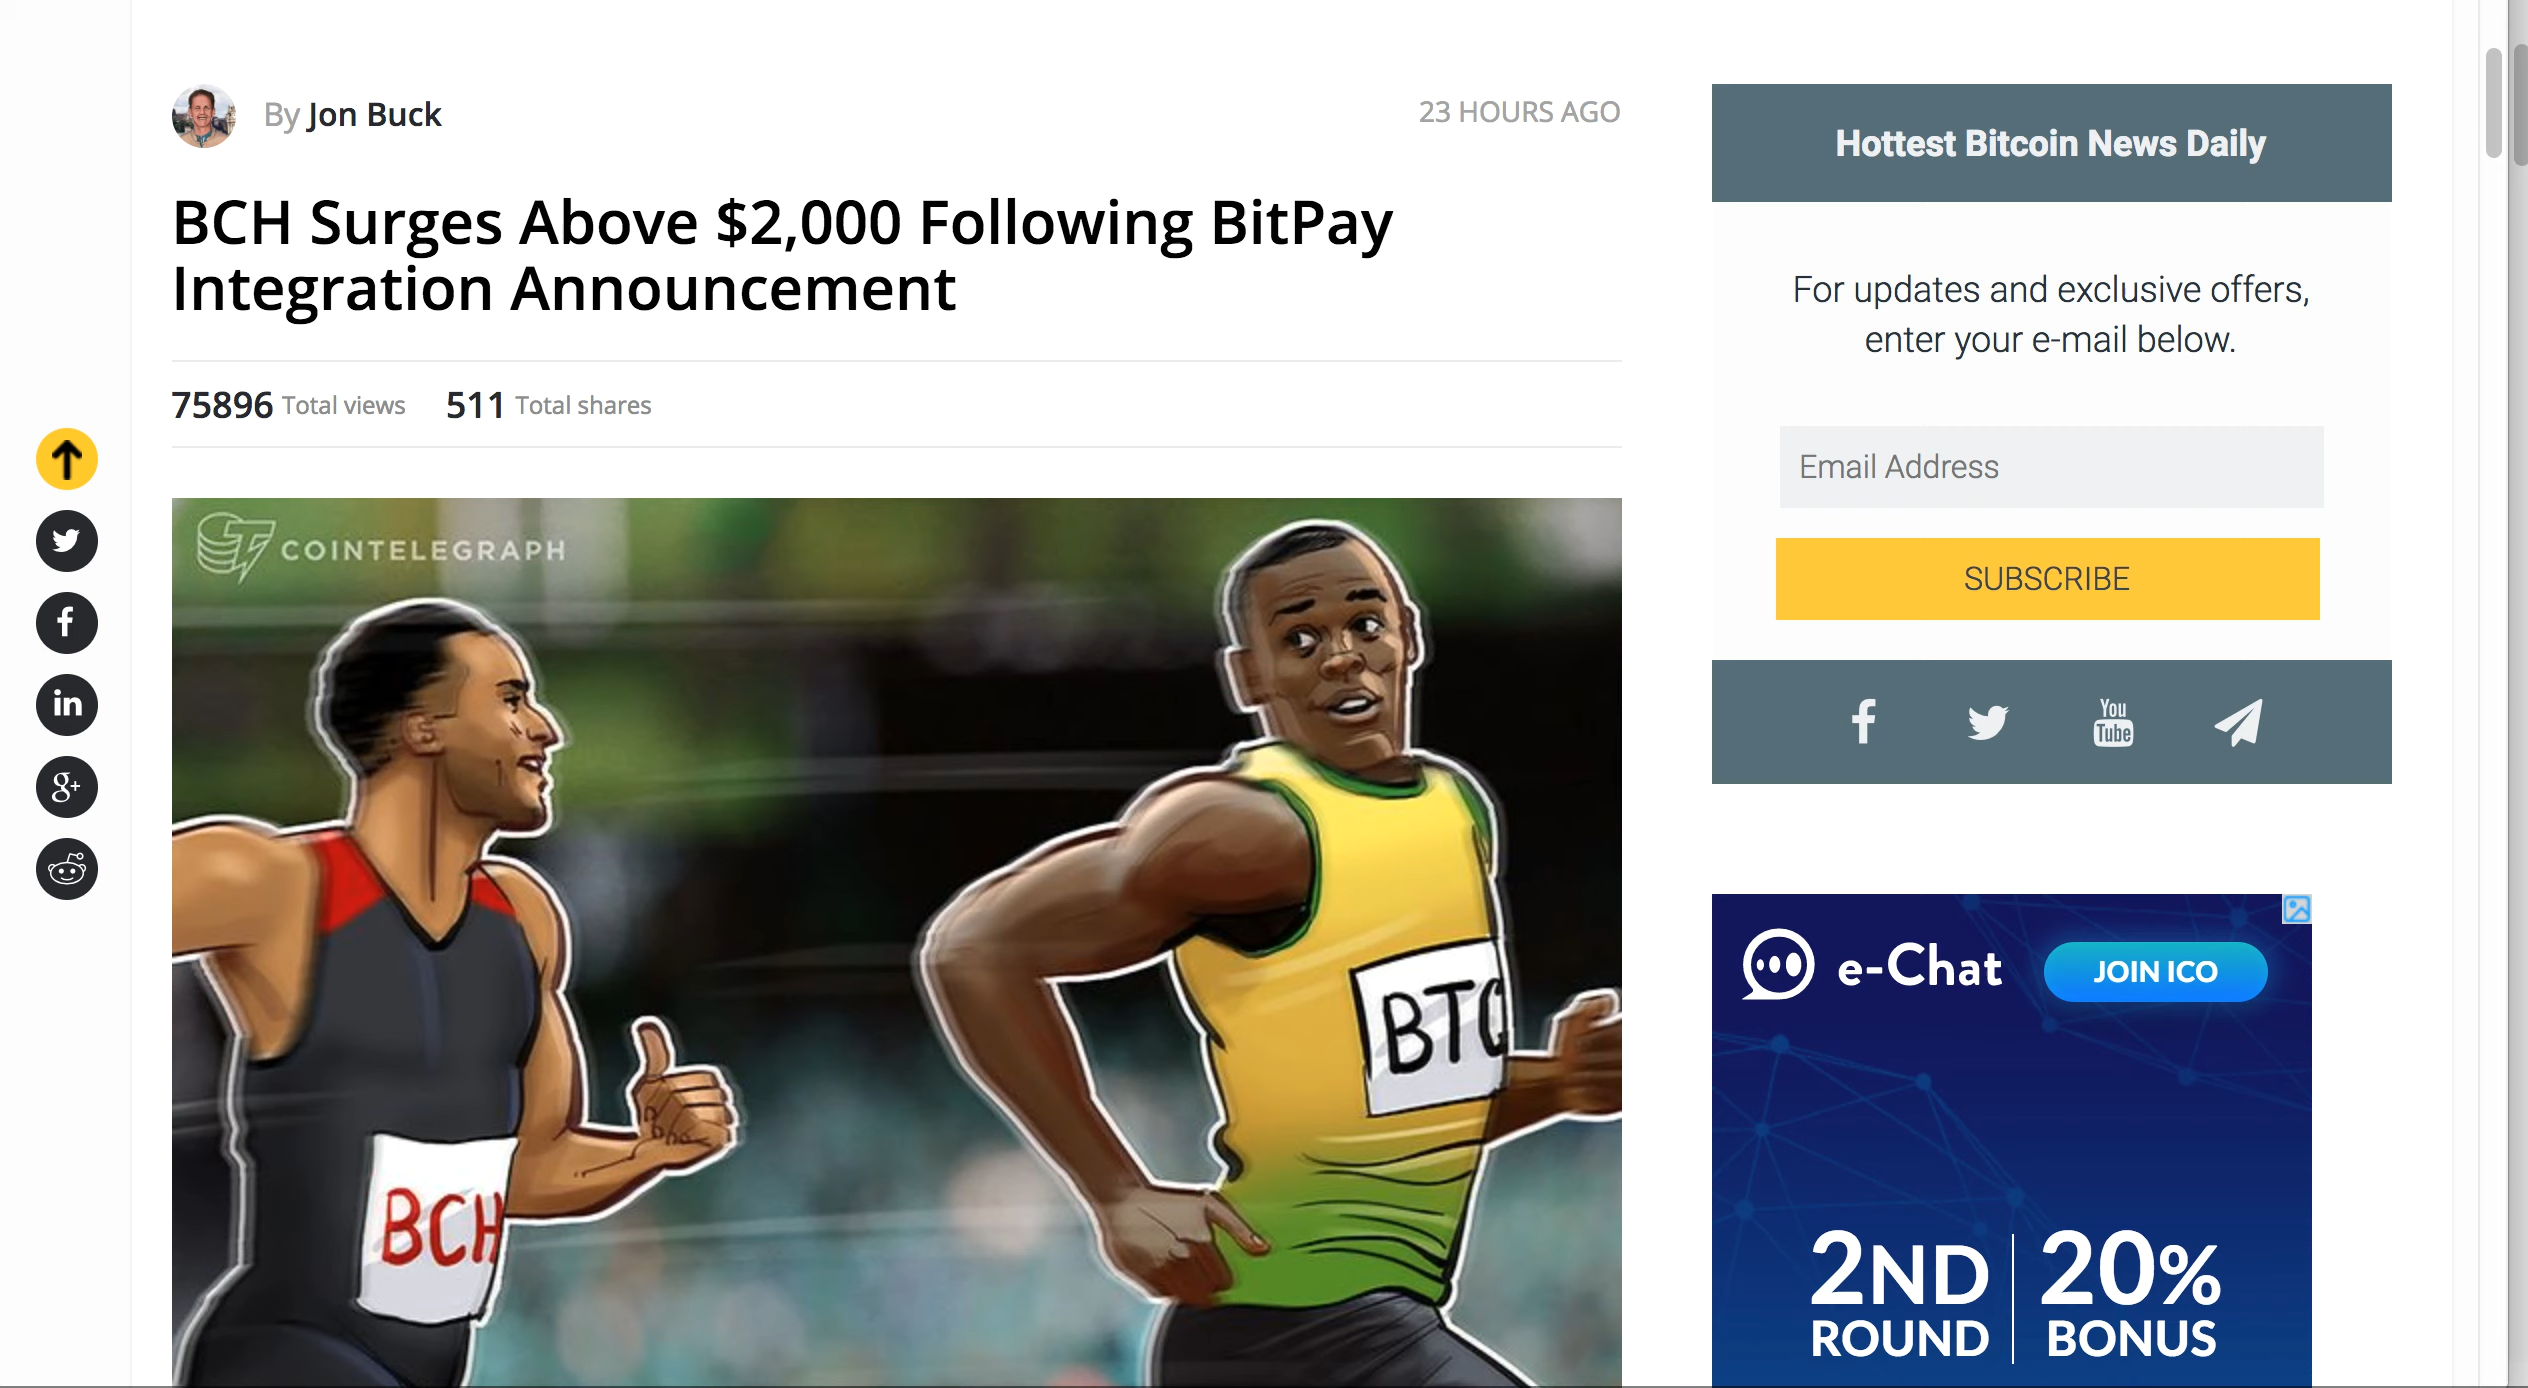 By Jon Buck
23 HOURS AGO
BCH Surges Above $2,000 Following BitPay
Integration Announcement
75896 Total views 511 Total shares
COINTELEGRAPH
BCH
BTC
in
g+
Hottest Bitcoin News Daily
For updates and exclusive offers,
enter your e-mail below.
Email Address
SUBSCRIBE
You
Tube
e-Chat
JOIN ICO
2ND
ROUND
20%
BONUS